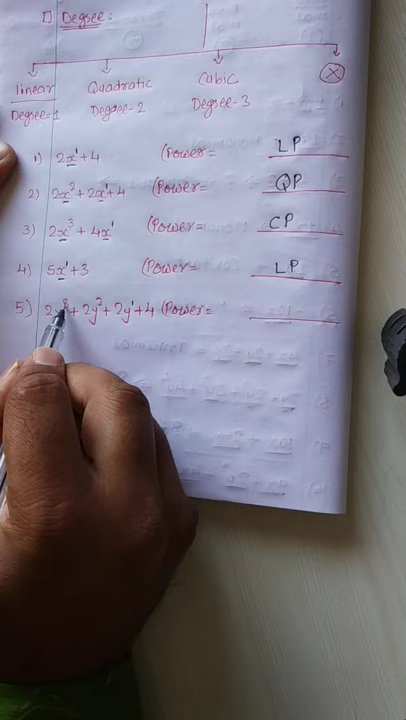 Degree:
linear Quadratic Cubic X
Degree-1 Degree-2 Degree-3
1) 2x¹+4 (Power= LP
2) 2x²+2x¹+4 (Power= QP
3) 2x³+4x¹ (Power= CP
4) 5x¹+3 (Power= LP
5) 2y³+2y²+2y¹+4 (Power=